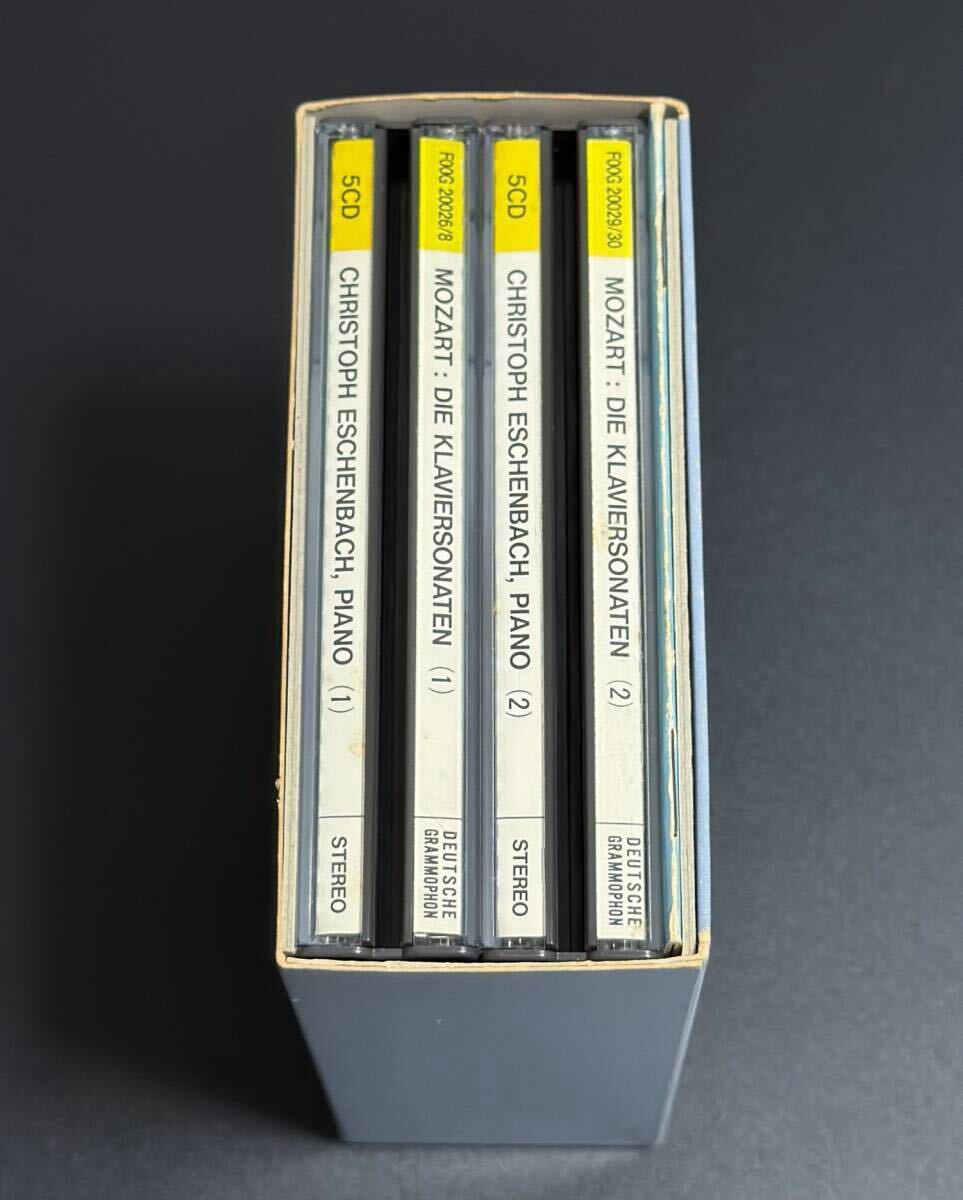 5CD
CHRISTOPH ESCHENBACH, PIANO (1)
STEREO
F00G 20026/8
MOZART : DIE KLAVIERSONATEN (1)
DEUTSCHE
GRAMMOPHON
5CD
CHRISTOPH ESCHENBACH, PIANO (2)
STEREO
F00G 20029/30
MOZART : DIE KLAVIERSONATEN (2)
DEUTSCHE
GRAMMOPHON